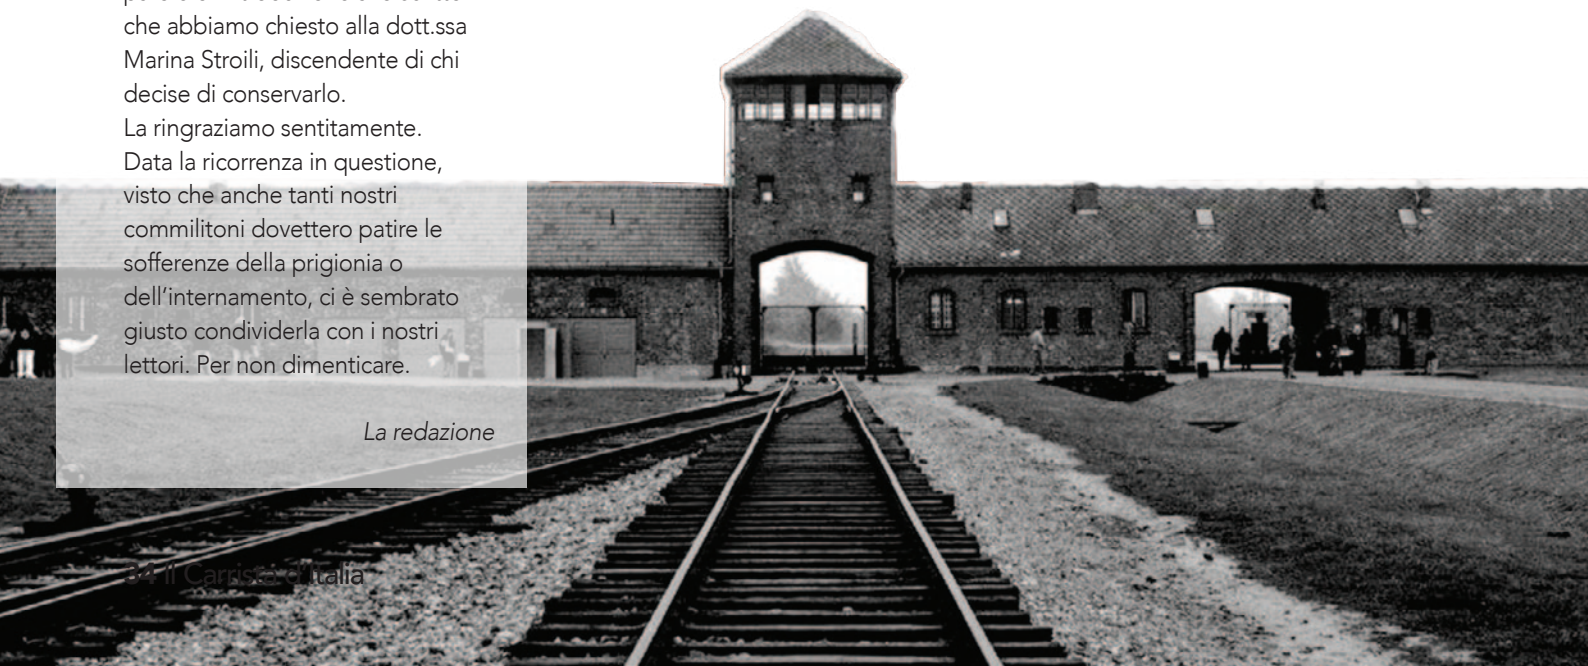 che abbiamo chiesto alla dott.ssa
Marina Stroili, discendente di chi
decise di conservarlo.
La ringraziamo sentitamente.
Data la ricorrenza in questione,
visto che anche tanti nostri
commilitoni dovettero patire le
sofferenze della prigionia o
dell’internamento, ci è sembrato
giusto condividerla con i nostri
lettori. Per non dimenticare.
La redazione
34 Il Carrista d’Italia